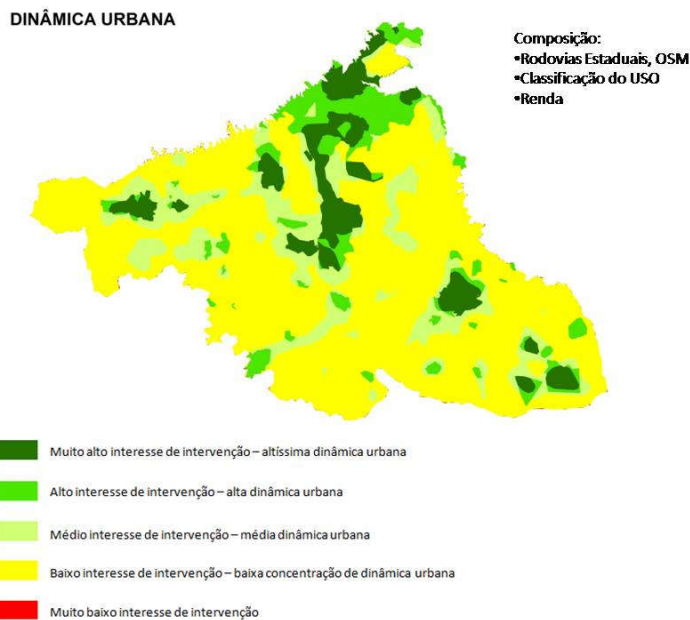 DINÂMICA URBANA
Composição:
•Rodovias Estaduais, OSM
•Classificação do USO
•Renda
Muito alto interesse de intervenção – altíssima dinâmica urbana
Alto interesse de intervenção – alta dinâmica urbana
Médio interesse de intervenção – média dinâmica urbana
Baixo interesse de intervenção – baixa concentração de dinâmica urbana
Muito baixo interesse de intervenção